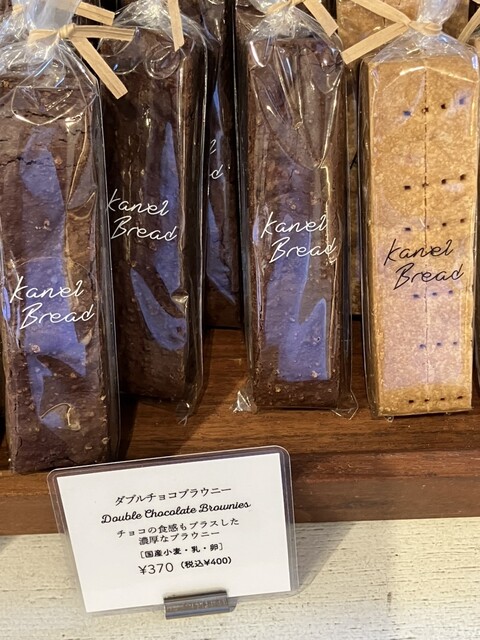 Kanel
Bread
Kanel
Bread
Kanel
Bread
Kanel
Bread
ダブルチョコブラウニー
Double Chocolate Brownies
チョコの食感もプラスした
濃厚なブラウニー
[国産小麦・乳・卵]
¥370 (税込¥400)